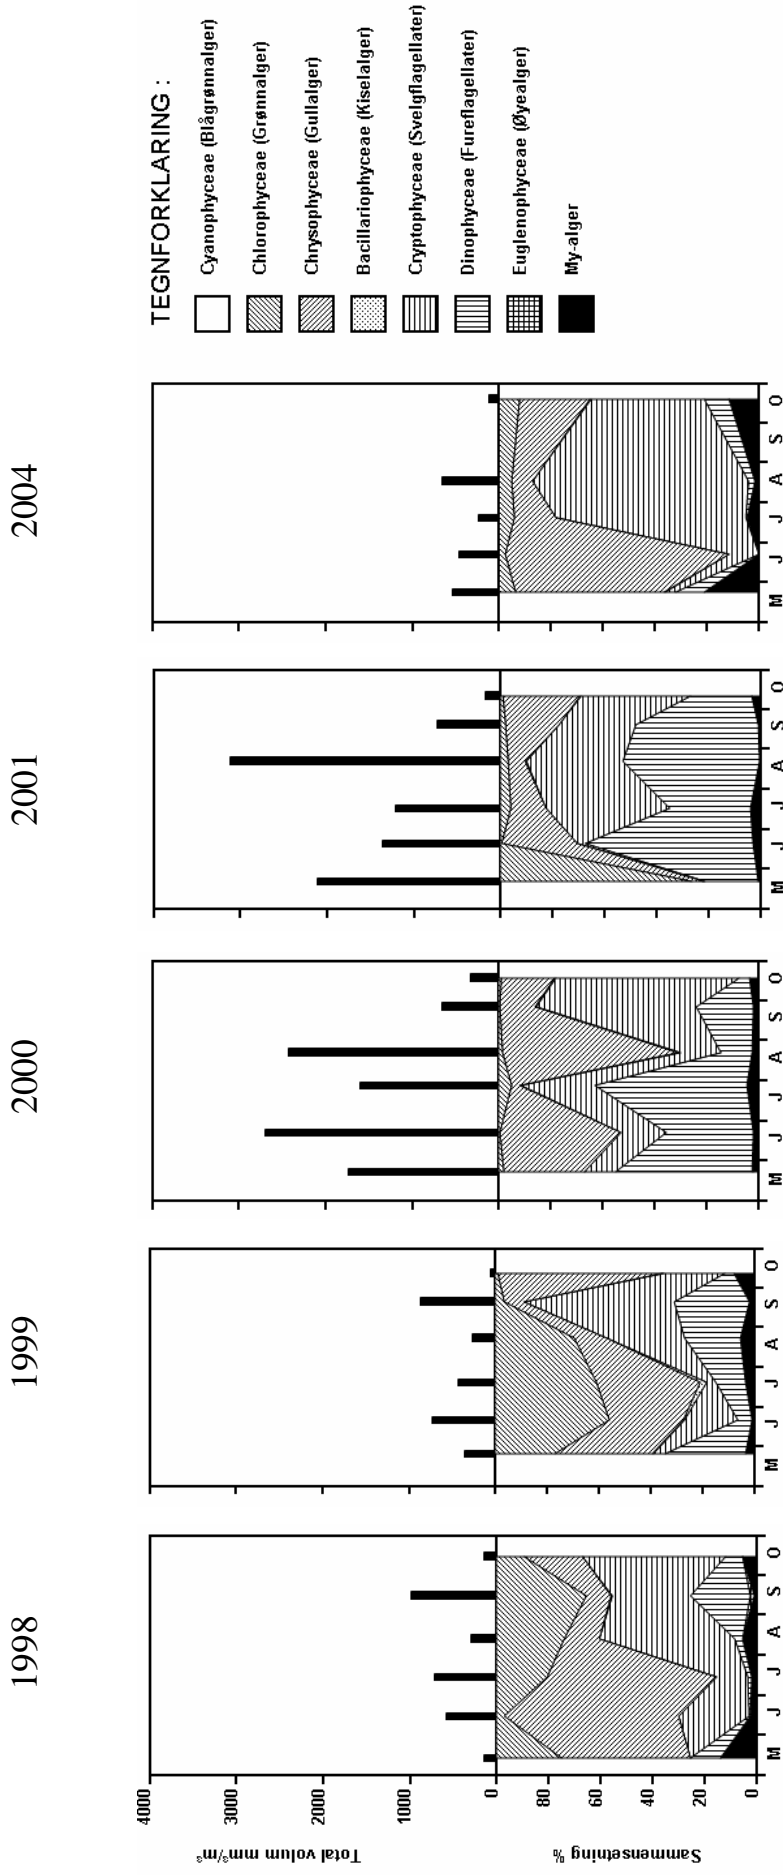 1998
1999
2000
2001
2004
Total volum mm³/m³
4000
3000
2000
1000
0
Sammensetning %
80
60
40
20
0
M J J A S O
M J J A S O
M J J A S O
M J J A S O
M J J A S O
TEGNFORKLARING :
Cyanophyceae (Blågrønnalger)
Chlorophyceae (Grønnalger)
Chrysophyceae (Gullalger)
Bacillariophyceae (Kiselalger)
Cryptophyceae (Svelgflagellater)
Dinophyceae (Fureflagellater)
Euglenophyceae (Øyealger)
My-alger